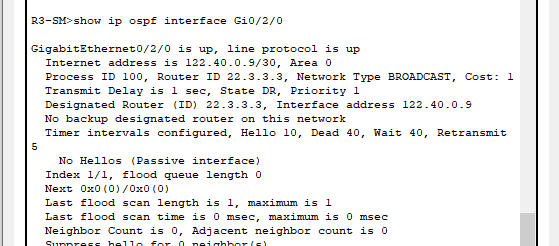 R3-SM>show ip ospf interface Gi0/2/0
GigabitEthernet0/2/0 is up, line protocol is up
Internet address is 122.40.0.9/30, Area 0
Process ID 100, Router ID 22.3.3.3, Network Type BROADCAST, Cost: 1
Transmit Delay is 1 sec, State DR, Priority 1
Designated Router (ID) 22.3.3.3, Interface address 122.40.0.9
No backup designated router on this network
Timer intervals configured, Hello 10, Dead 40, Wait 40, Retransmit
5
No Hellos (Passive interface)
Index 1/1, flood queue length 0
Next 0x0(0)/0x0(0)
Last flood scan length is 1, maximum is 1
Last flood scan time is 0 msec, maximum is 0 msec
Neighbor Count is 0, Adjacent neighbor count is 0
Suppress hello for 0 neighbor(s)